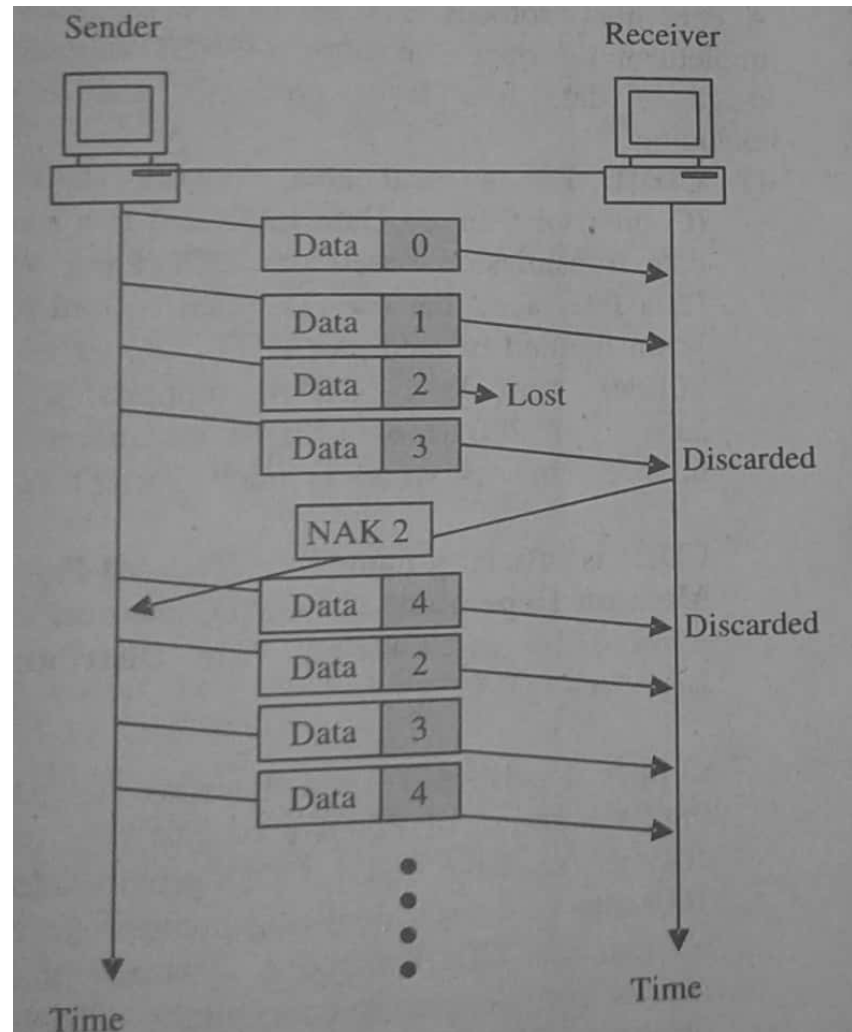 Sender
Receiver
Data 0
Data 1
Data 2
Lost
Data 3
Discarded
NAK 2
Data 4
Discarded
Data 2
Data 3
Data 4
Time
Time